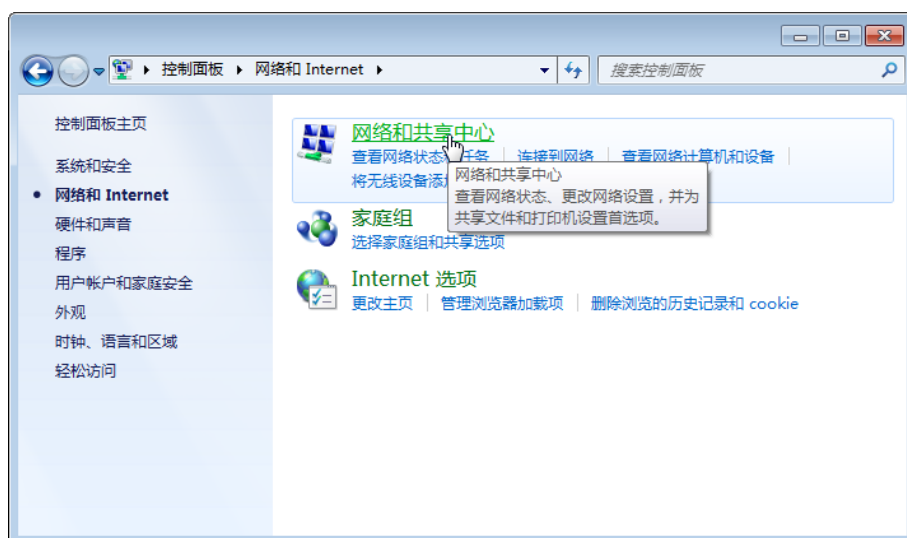 控制面板 网络和 Internet
搜索控制面板
控制面板主页
系统和安全
网络和 Internet
硬件和声音
程序
用户帐户和家庭安全
外观
时钟、语言和区域
轻松访问
网络和共享中心
查看网络状态 任务 连接到网络 查看网络计算机和设备
将无线设备添
网络和共享中心
查看网络状态、更改网络设置，并为
共享文件和打印机设置首选项。
家庭组
选择家庭组和共享选项
Internet 选项
更改主页 管理浏览器加载项 删除浏览的历史记录和 cookie